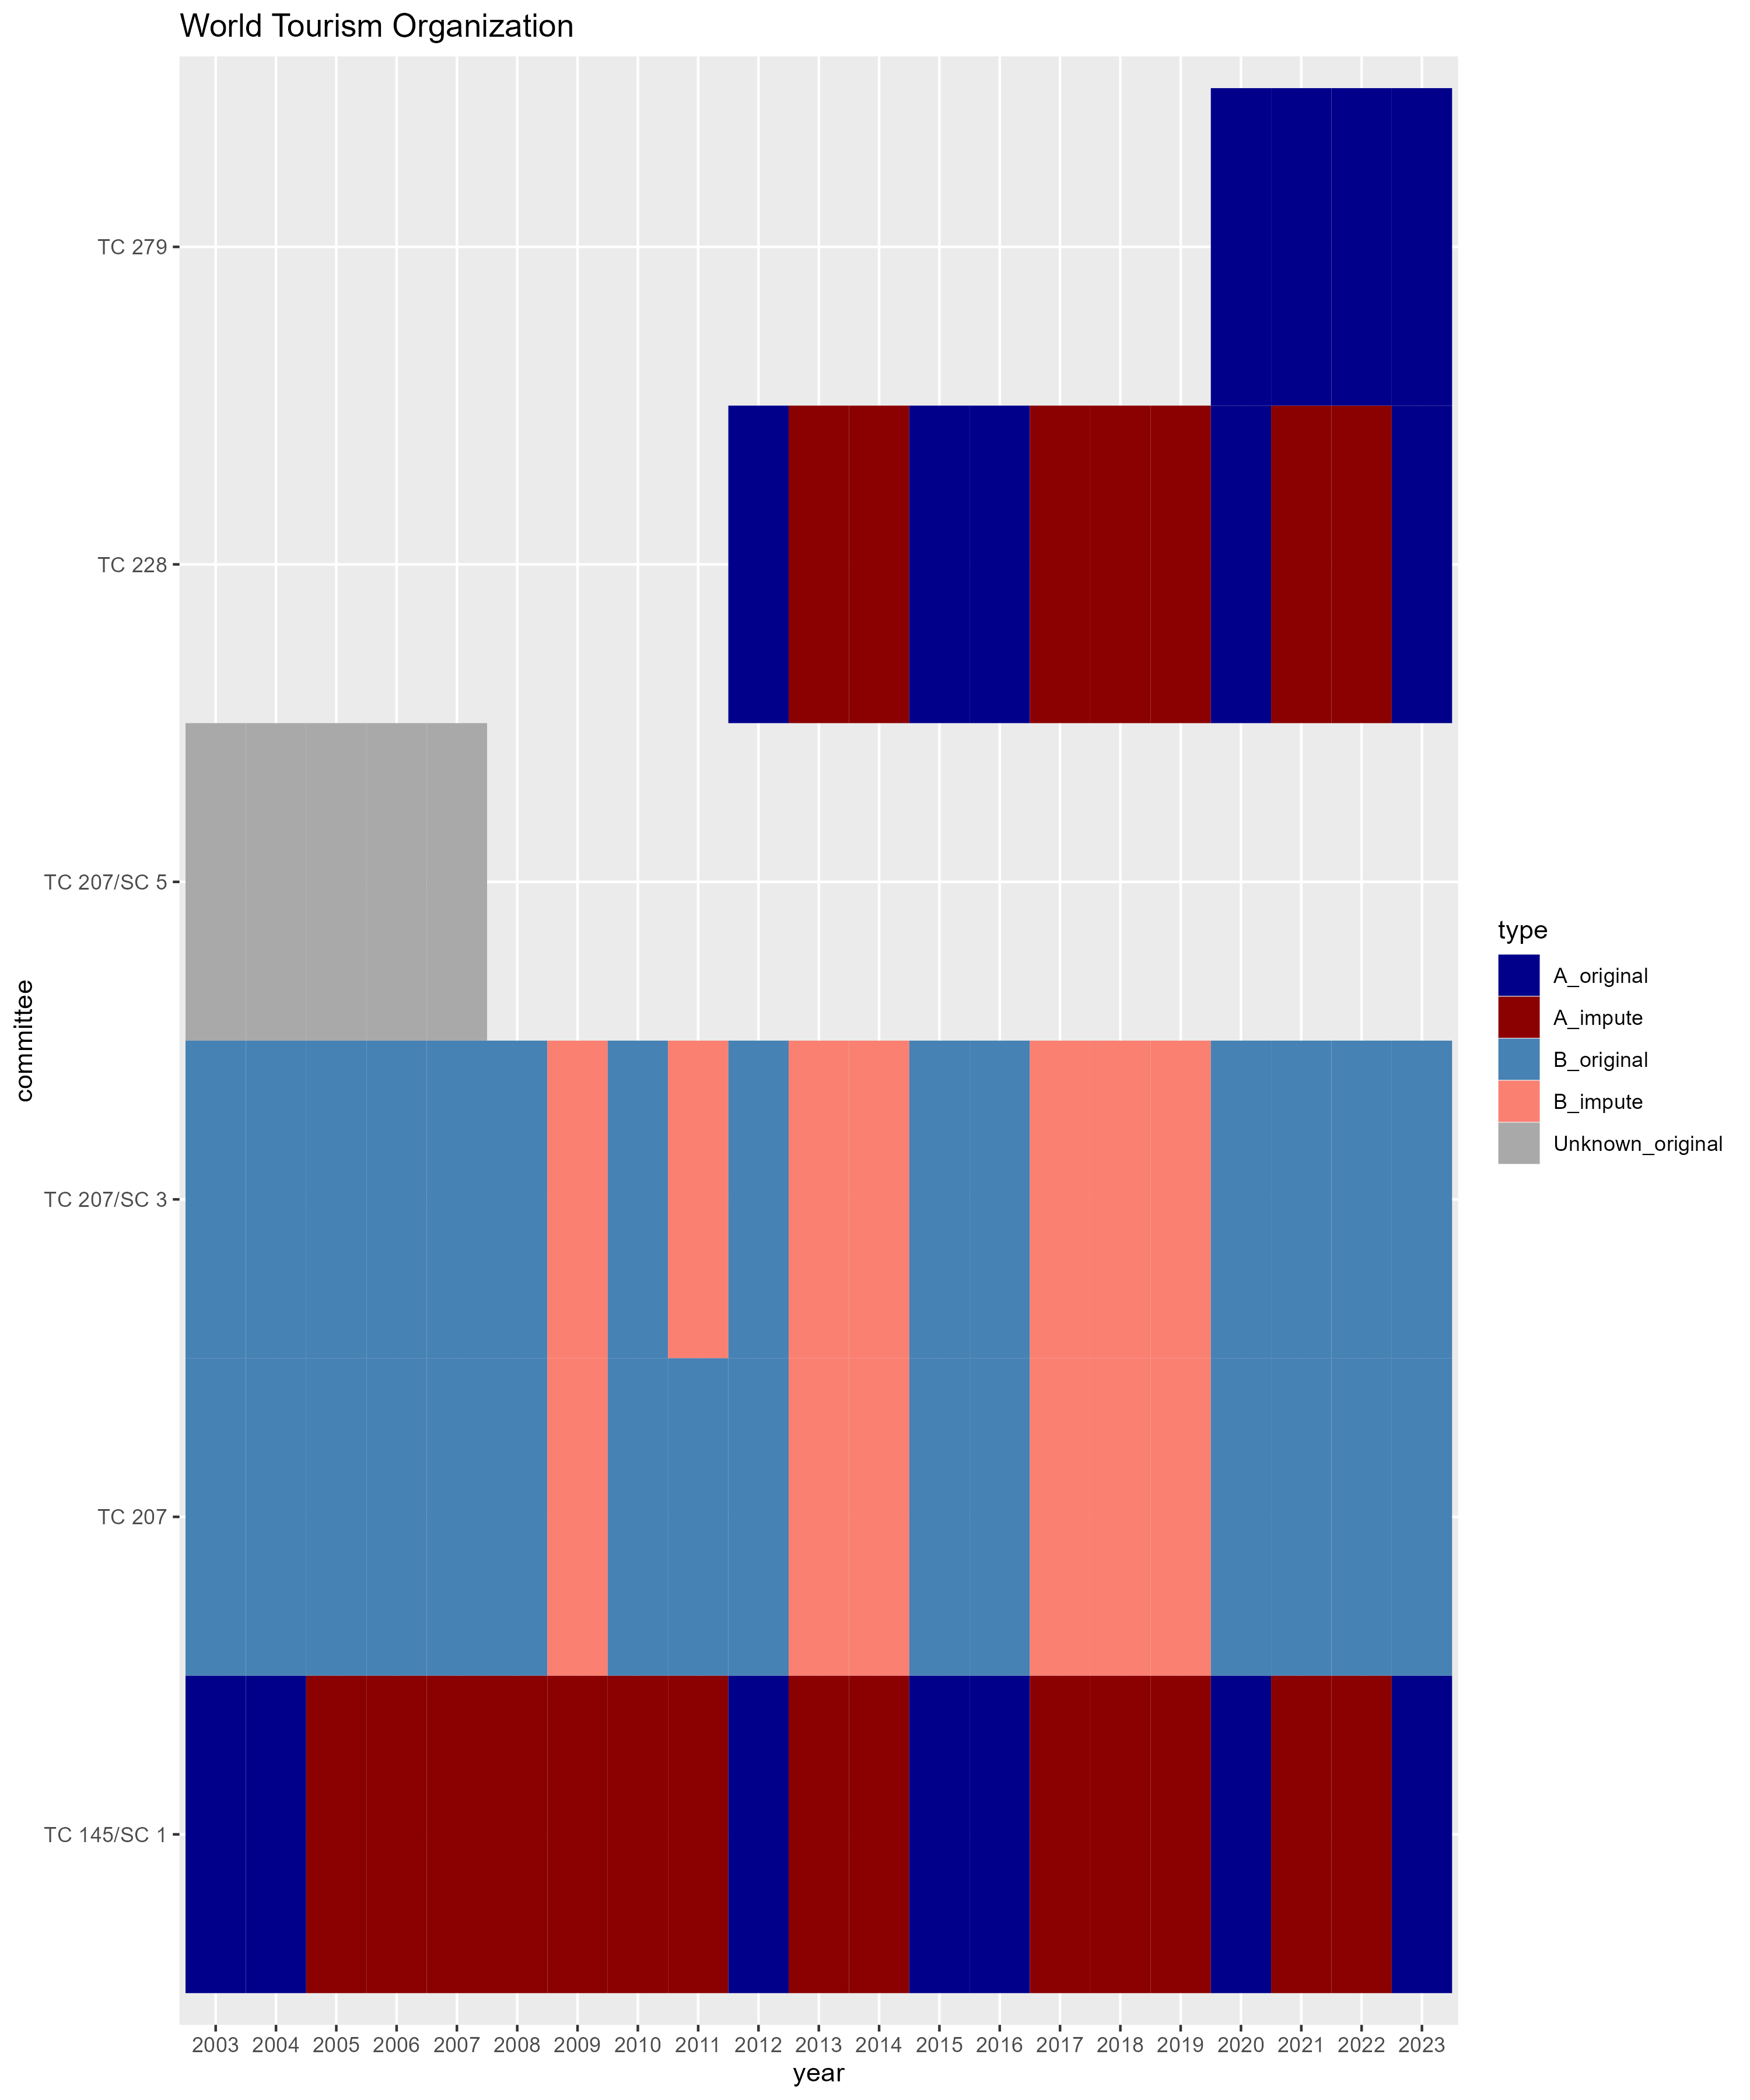 World Tourism Organization
TC 279
TC 228
TC 207/SC 5
TC 207/SC 3
TC 207
TC 145/SC 1
committee
2003 2004 2005 2006 2007 2008 2009 2010 2011 2012 2013 2014 2015 2016 2017 2018 2019 2020 2021 2022 2023
year
type
A_original
A_impute
B_original
B_impute
Unknown_original